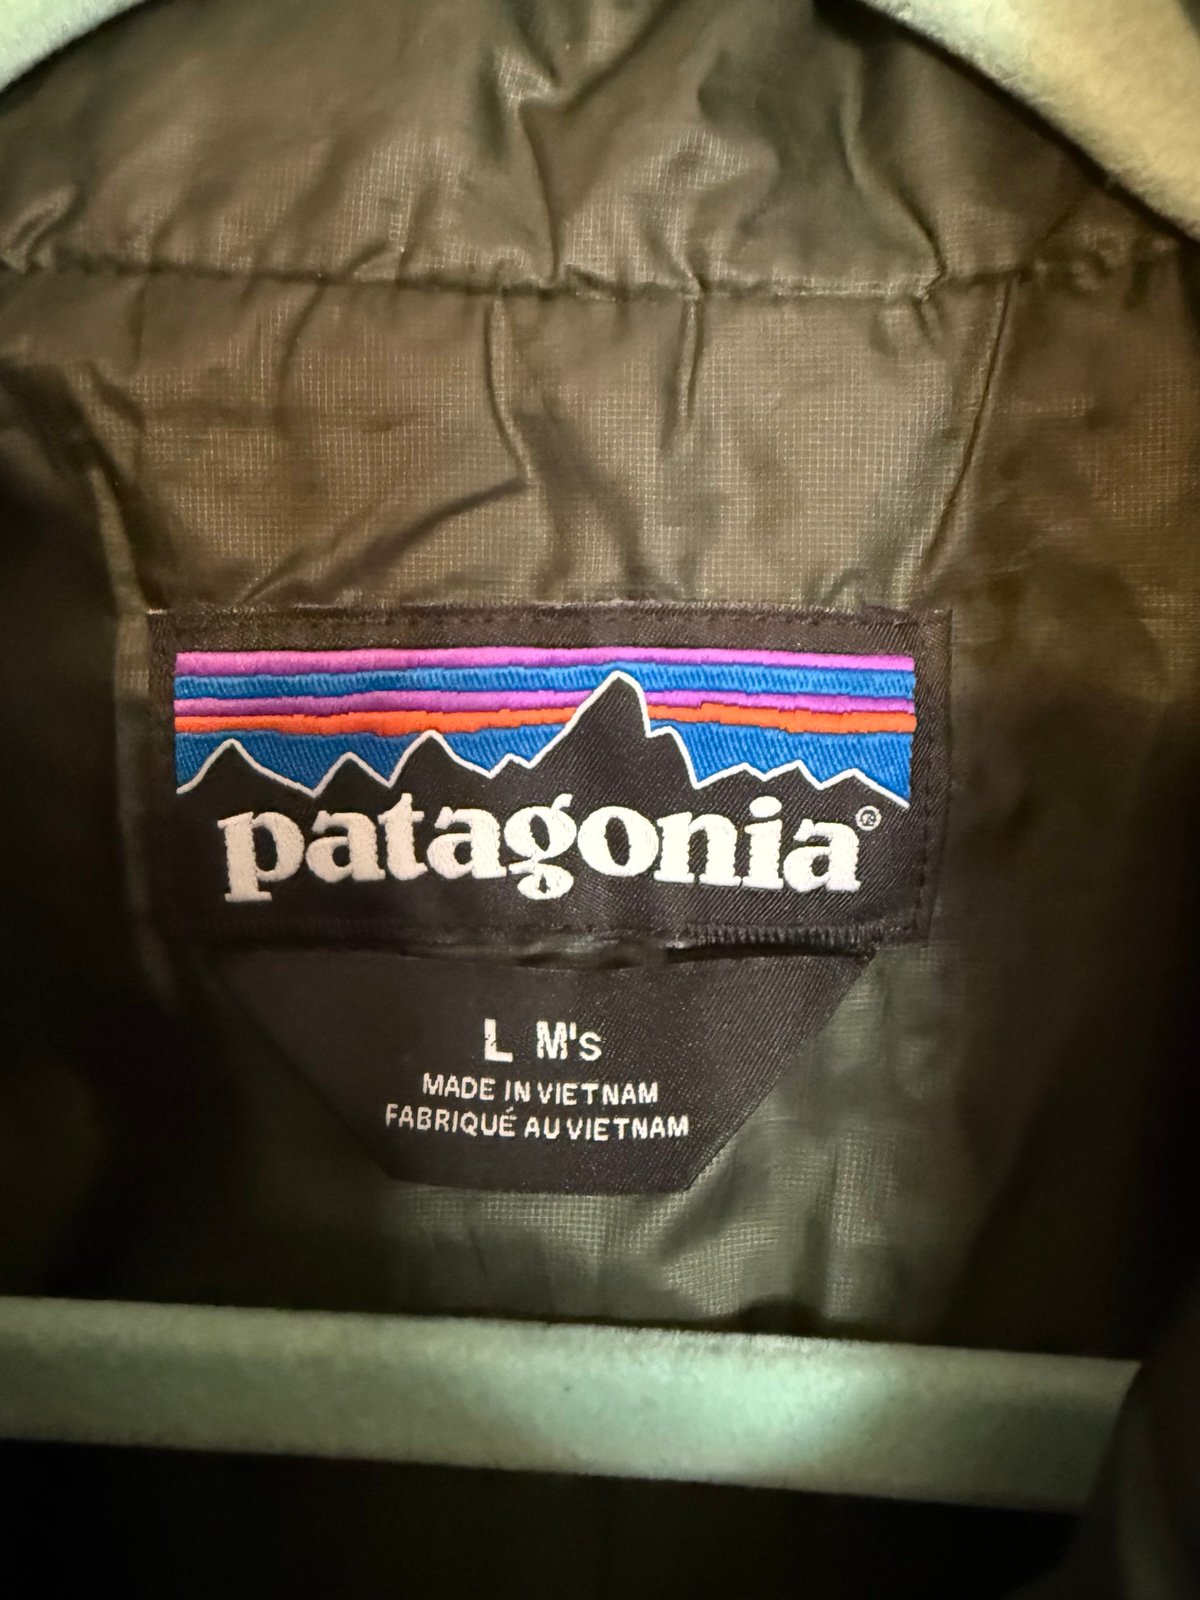 patagonia®
L M's
MADE IN VIETNAM
FABRIQUÉ AU VIETNAM